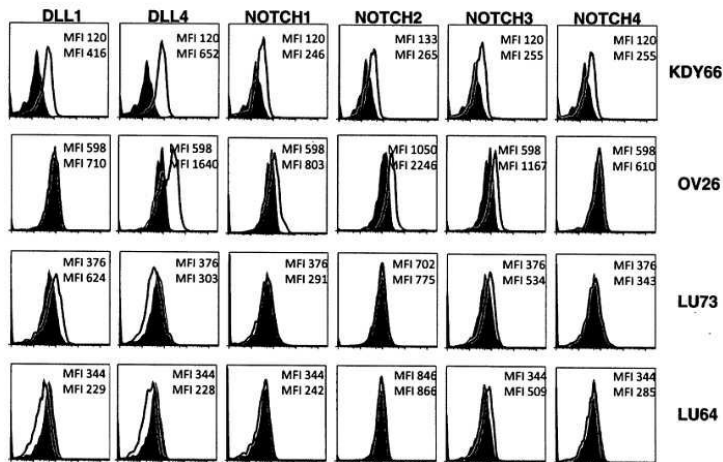 DLL1 DLL4 NOTCH1 NOTCH2 NOTCH3 NOTCH4
MFI 120 MFI 120 MFI 120 MFI 133 MFI 120 MFI 120
MFI 416 MFI 652 MFI 246 MFI 265 MFI 255 MFI 255
KDY66
MFI 598 MFI 598 MFI 598 MFI 1050 MFI 598 MFI 598
MFI 710 MFI 1640 MFI 803 MFI 2246 MFI 1167 MFI 610
OV26
MFI 376 MFI 376 MFI 376 MFI 702 MFI 376 MFI 376
MFI 624 MFI 303 MFI 291 MFI 775 MFI 534 MFI 343
LU73
MFI 344 MFI 344 MFI 344 MFI 846 MFI 344 MFI 344
MFI 229 MFI 228 MFI 242 MFI 866 MFI 509 MFI 285
LU64